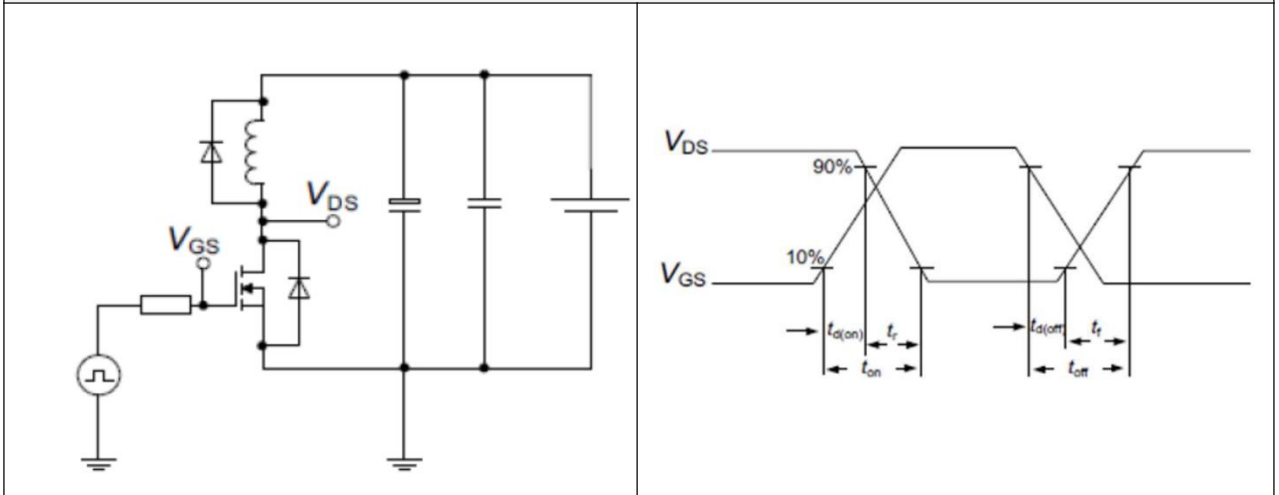 VDS
VGS
VDS
90%
10%
VGS
td(on)
tr
ton
td(off)
tf
toff